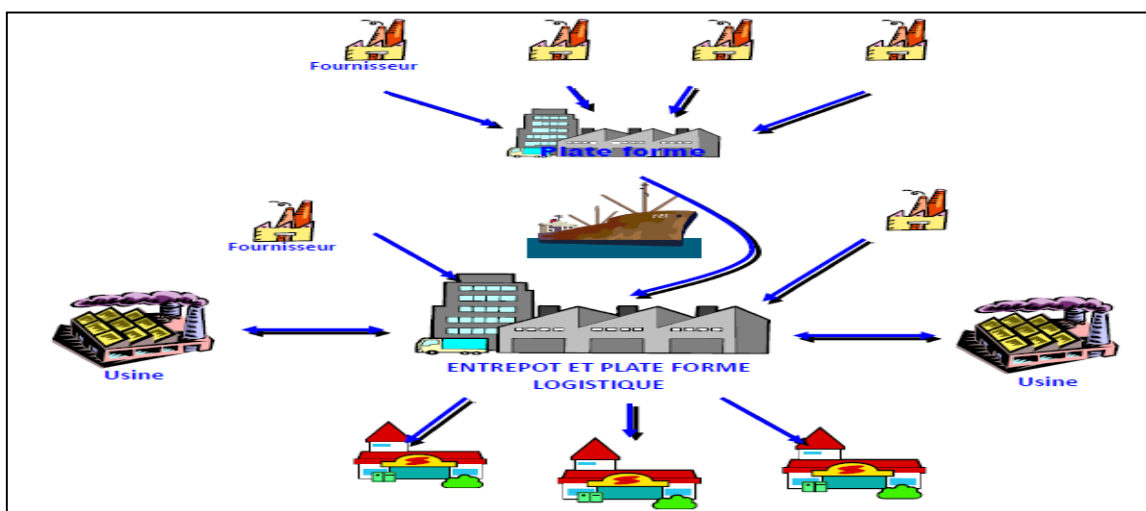 Fournisseur
Plate forme
Fournisseur
Usine
ENTREPOT ET PLATE FORME
LOGISTIQUE
Usine